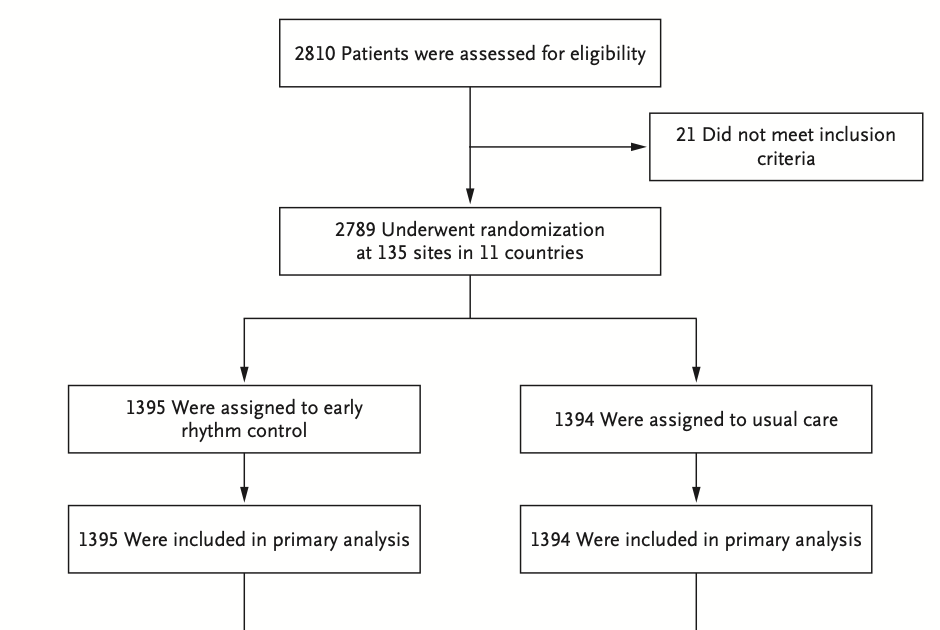 2810 Patients were assessed for eligibility
21 Did not meet inclusion
criteria
2789 Underwent randomization
at 135 sites in 11 countries
1395 Were assigned to early
rhythm control
1394 Were assigned to usual care
1395 Were included in primary analysis
1394 Were included in primary analysis